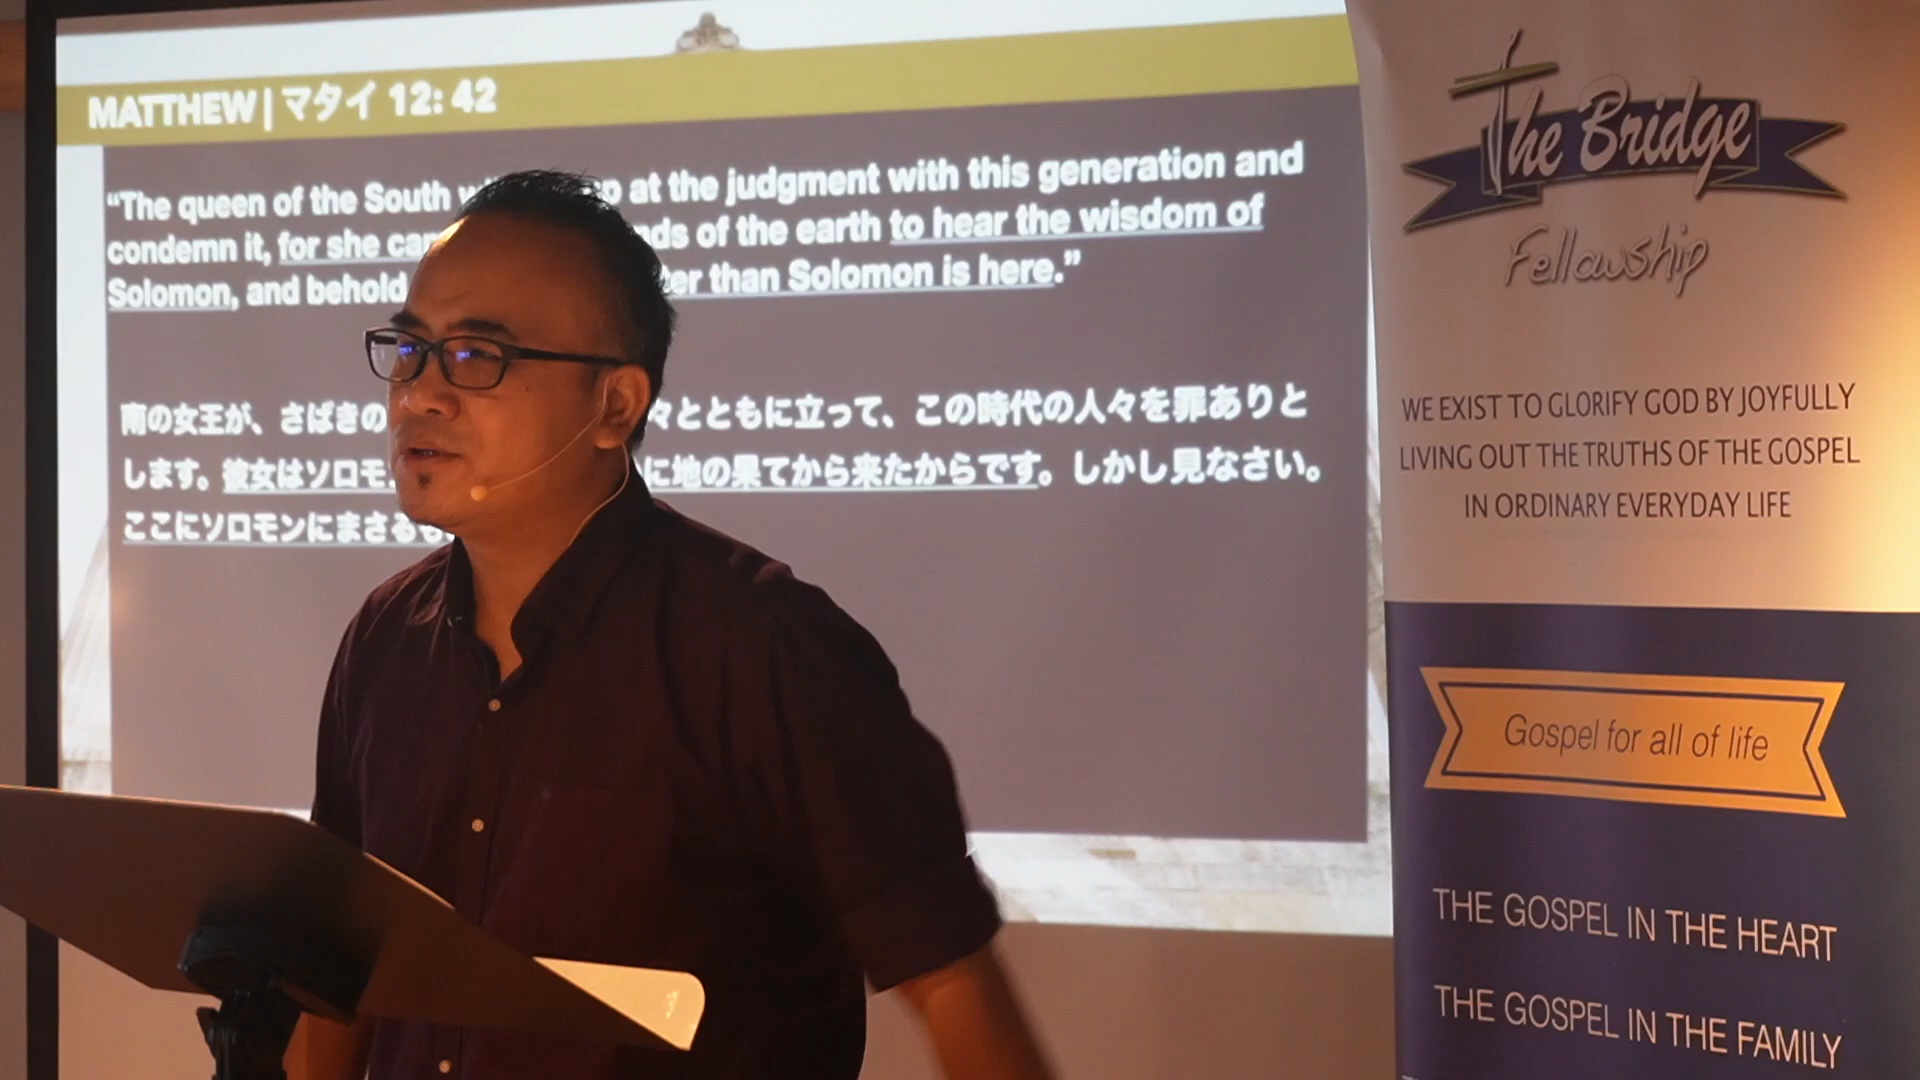 MATTHEW | マタイ 12: 42
“The queen of the South at the judgment with this generation and
condemn it, for she of the earth to hear the wisdom of
Solomon, and behold than Solomon is here.”
南の女王が、さばきの 々とともに立って、この時代の人々を罪ありと
します。彼女はソロモ に地の果てから来たからです。しかし見なさい。
ここにソロモンにまさるも
The Bridge
Fellowship
WE EXIST TO GLORIFY GOD BY JOYFULLY
LIVING OUT THE TRUTHS OF THE GOSPEL
IN ORDINARY EVERYDAY LIFE
Gospel for all of life
THE GOSPEL IN THE HEART
THE GOSPEL IN THE FAMILY